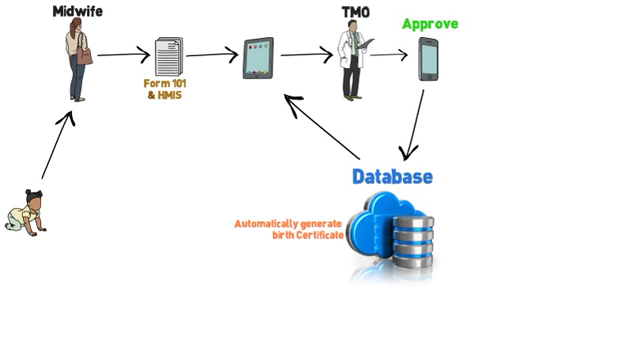 Midwife
TMO
Approve
Form 101
& HMIS
Database
Automatically generate
birth Certificate